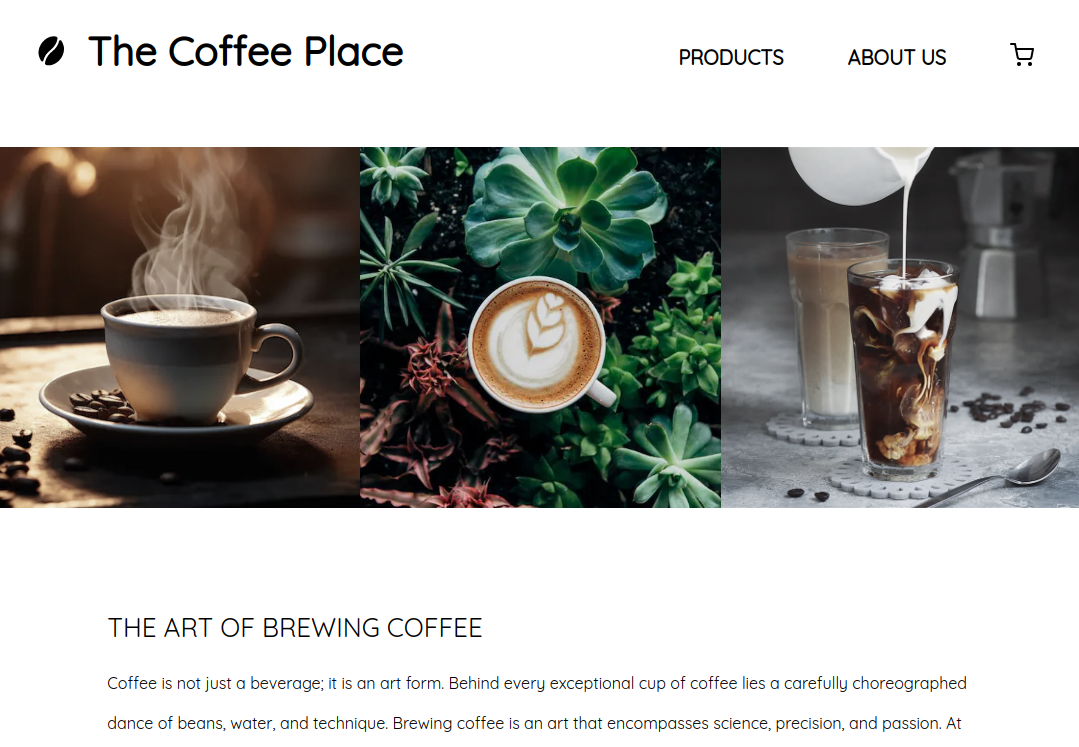 The Coffee Place
PRODUCTS
ABOUT US
THE ART OF BREWING COFFEE
Coffee is not just a beverage; it is an art form. Behind every exceptional cup of coffee lies a carefully choreographed
dance of beans, water, and technique. Brewing coffee is an art that encompasses science, precision, and passion. At